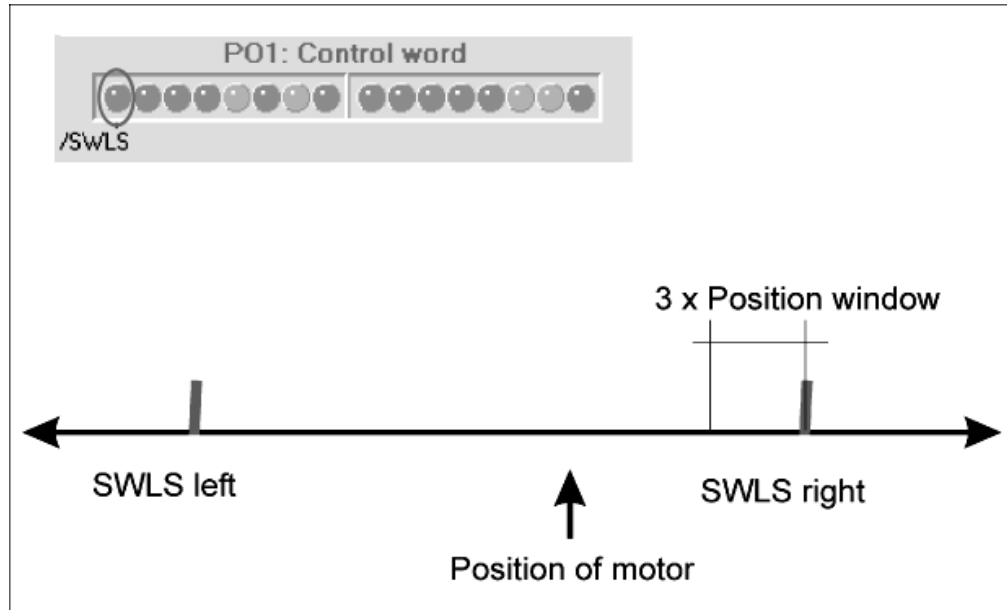 PO1: Control word
/SWLS
3 x Position window
SWLS left
SWLS right
Position of motor